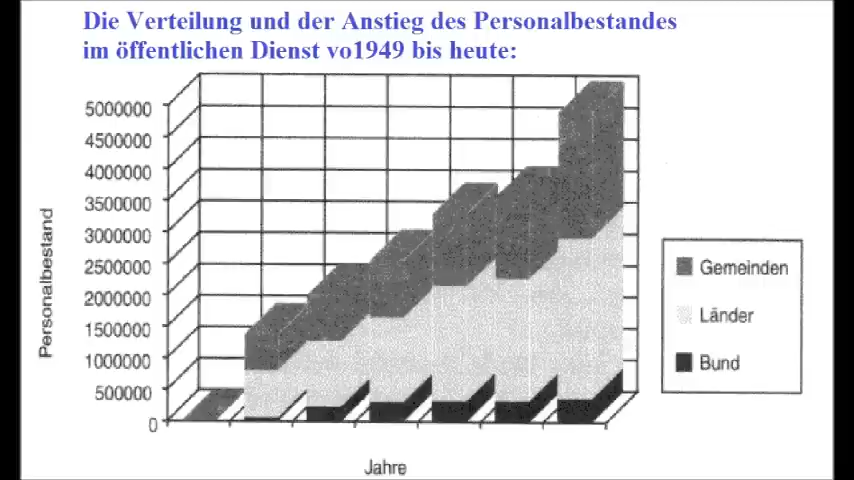 Die Verteilung und der Anstieg des Personalbestandes
im öffentlichen Dienst vo1949 bis heute:
5000000
4500000
4000000
3500000
3000000
2500000
2000000
1500000
1000000
500000
0
Personalbestand
Jahre
Gemeinden
Länder
Bund